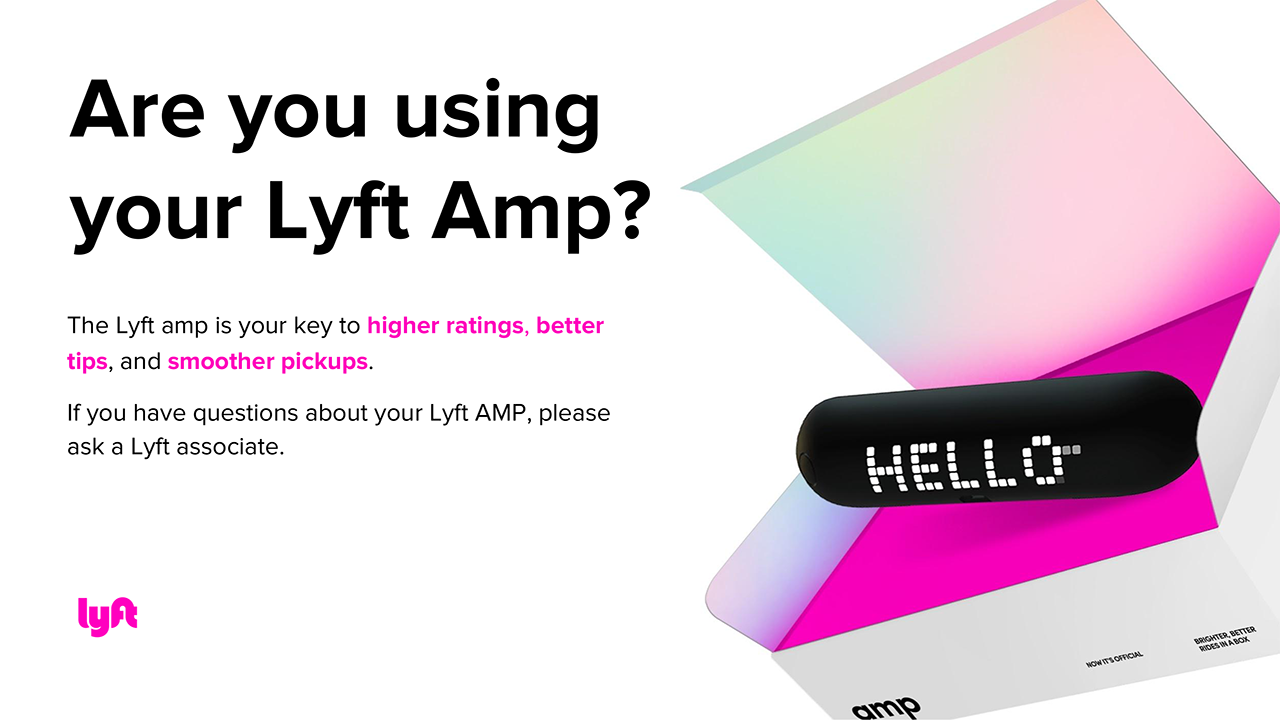 Are you using
your Lyft Amp?
The Lyft amp is your key to higher ratings, better
tips, and smoother pickups.
If you have questions about your Lyft AMP, please
ask a Lyft associate.
HELLO
lyft
NOW IT'S OFFICIAL
BRIGHTER, BETTER
RIDES IN A BOX
amp